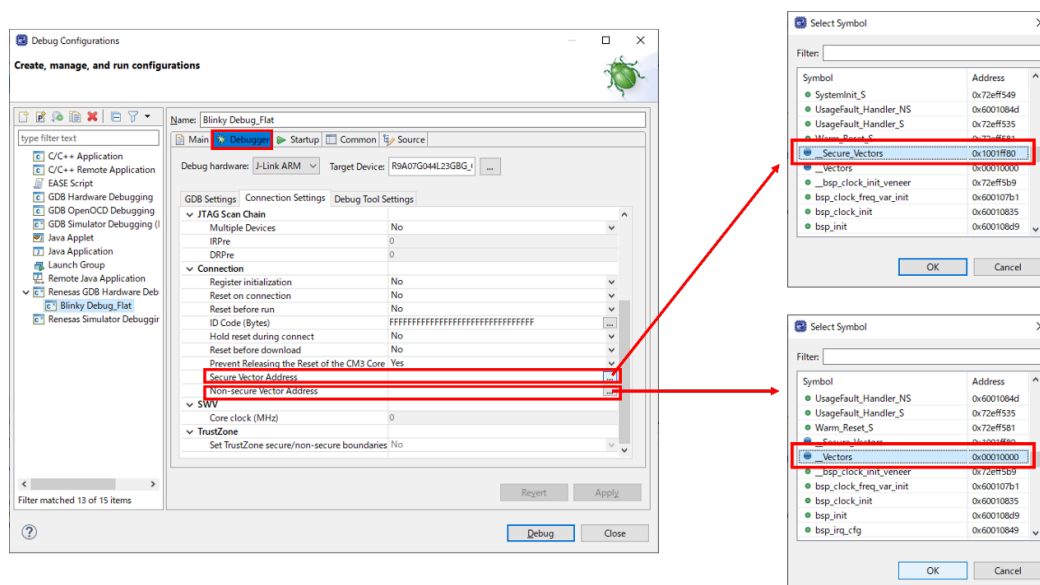 Debug Configurations
Create, manage, and run configurations
type filter text
C/C++ Application
C/C++ Remote Application
EASE Script
GDB Hardware Debugging
GDB OpenOCD Debugging
GDB Simulator Debugging (
Java Applet
Java Application
Launch Group
Remote Java Application
Renesas GDB Hardware Deb
Blinky Debug_Flat
Renesas Simulator Debuggir
Filter matched 13 of 15 items
Name: Blinky Debug_Flat
Main Debugger Startup Common Source
Debug hardware: J-Link ARM Target Device: R9A07G044L23GBG_ ...
GDB Settings Connection Settings Debug Tool Settings
JTAG Scan Chain
Multiple Devices No
IRPre 0
DRPre 0
Connection
Register initialization No
Reset on connection No
Reset before run No
ID Code (Bytes) FFFFFFFFFFFFFFFFFFFFFFFFFFFFFFFF ...
Hold reset during connect No
Reset before download No
Prevent Releasing the Reset of the CM3 Core Yes
Secure Vector Address ...
Non-secure Vector Address ...
SWV
Core clock (MHz) 0
TrustZone
Set TrustZone secure/non-secure boundaries No
Revert Apply
Debug Close
Select Symbol
Filter:
Symbol Address
SystemInit_S 0x72eff549
UsageFault_Handler_NS 0x6001084d
UsageFault_Handler_S 0x72eff535
Warm_Reset_S 0x72eff581
__Secure_Vectors 0x1001ff80
__Vectors 0x00010000
__bsp_clock_init_veneer 0x72eff5b9
bsp_clock_freq_var_init 0x600107b1
bsp_clock_init 0x60010835
bsp_init 0x600108d9
OK Cancel
Select Symbol
Filter:
Symbol Address
UsageFault_Handler_NS 0x6001084d
UsageFault_Handler_S 0x72eff535
Warm_Reset_S 0x72eff581
__Secure_Vectors 0x1001ff80
__Vectors 0x00010000
__bsp_clock_init_veneer 0x72eff5b9
bsp_clock_freq_var_init 0x600107b1
bsp_clock_init 0x60010835
bsp_init 0x600108d9
bsp_irq_cfg 0x60010849
OK Cancel